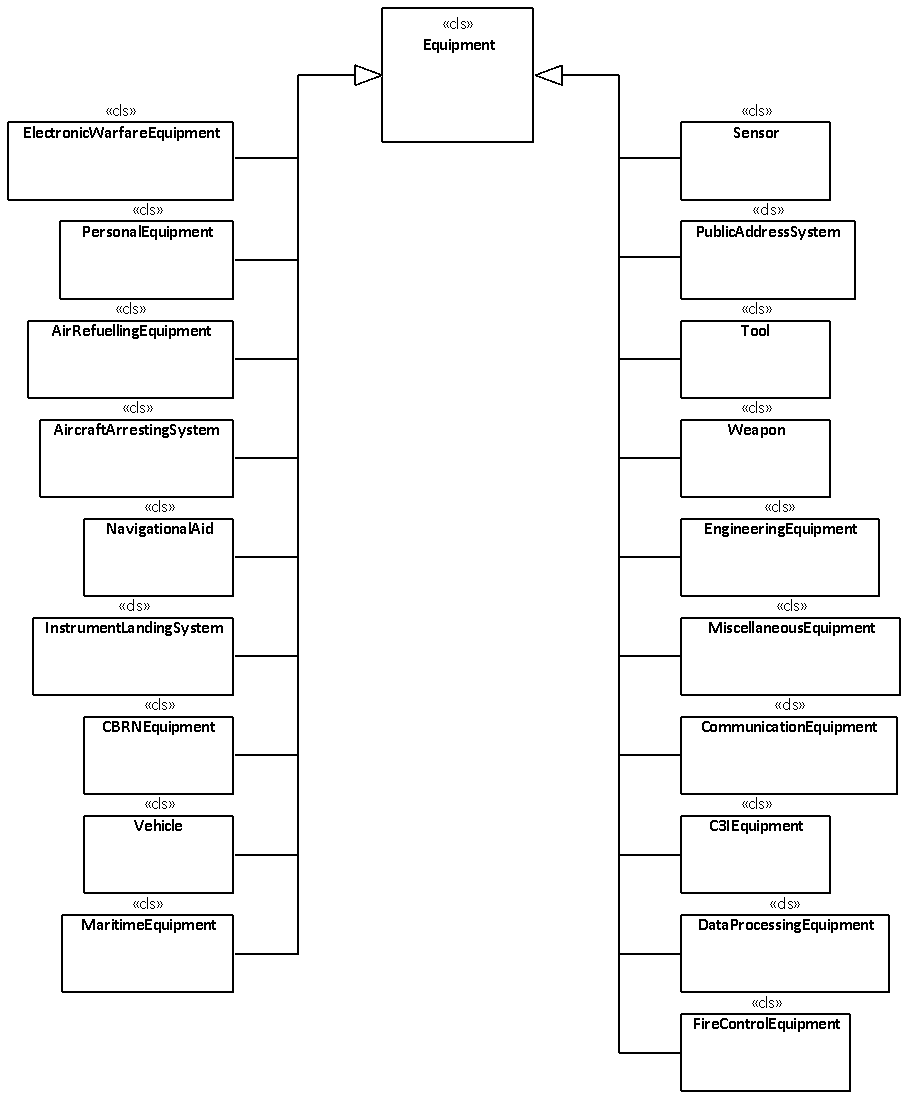 «cls»
Equipment
«cls»
ElectronicWarfareEquipment
«cls»
PersonalEquipment
«cls»
AirRefuellingEquipment
«cls»
AircraftArrestingSystem
«cls»
NavigationalAid
«cls»
InstrumentLandingSystem
«cls»
CBRNEquipment
«cls»
Vehicle
«cls»
MaritimeEquipment
«cls»
Sensor
«cls»
PublicAddressSystem
«cls»
Tool
«cls»
Weapon
«cls»
EngineeringEquipment
«cls»
MiscellaneousEquipment
«cls»
CommunicationEquipment
«cls»
C3IEquipment
«cls»
DataProcessingEquipment
«cls»
FireControlEquipment